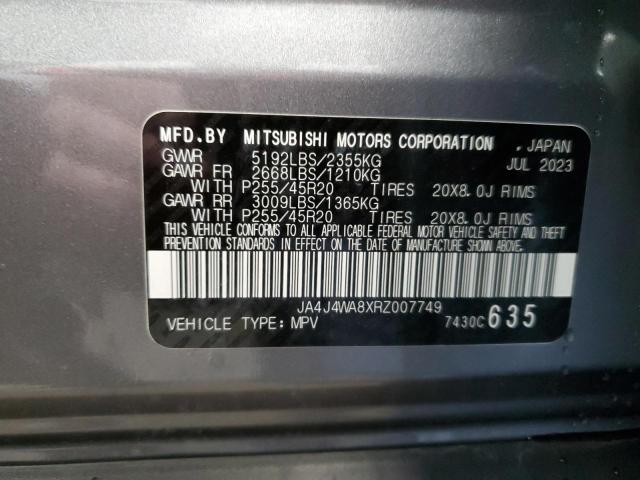 MFD.BY MITSUBISHI MOTORS CORPORATION . JAPAN
GVWR 5192LBS/2355KG JUL 2023
GAWR FR 2668LBS/1210KG
WITH P255/45R20 TIRES 20X8.0J RIMS
GAWR RR 3009LBS/1365KG
WITH P255/45R20 TIRES 20X8.0J RIMS
THIS VEHICLE CONFORMS TO ALL APPLICABLE FEDERAL MOTOR VEHICLE SAFETY AND THEFT
PREVENTION STANDARDS IN EFFECT ON THE DATE OF MANUFACTURE SHOWN ABOVE.
JA4J4WA8XRZ007749
VEHICLE TYPE: MPV 7430C 635